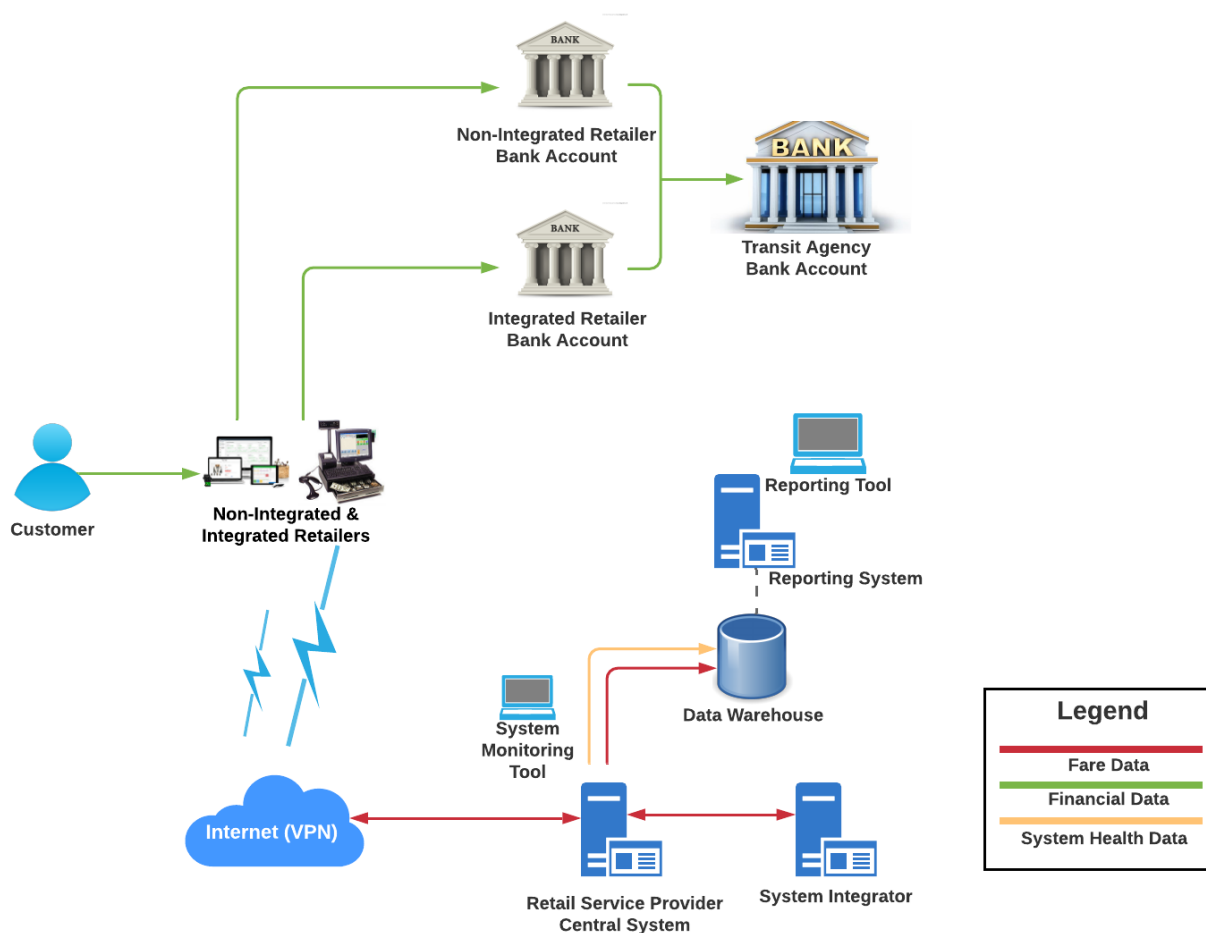 BANK
Non-Integrated Retailer
Bank Account
BANK
Transit Agency
Bank Account
BANK
Integrated Retailer
Bank Account
Customer
Non-Integrated &
Integrated Retailers
Reporting Tool
Reporting System
Data Warehouse
System
Monitoring
Tool
Internet (VPN)
Retail Service Provider
Central System
System Integrator
Legend
Fare Data
Financial Data
System Health Data